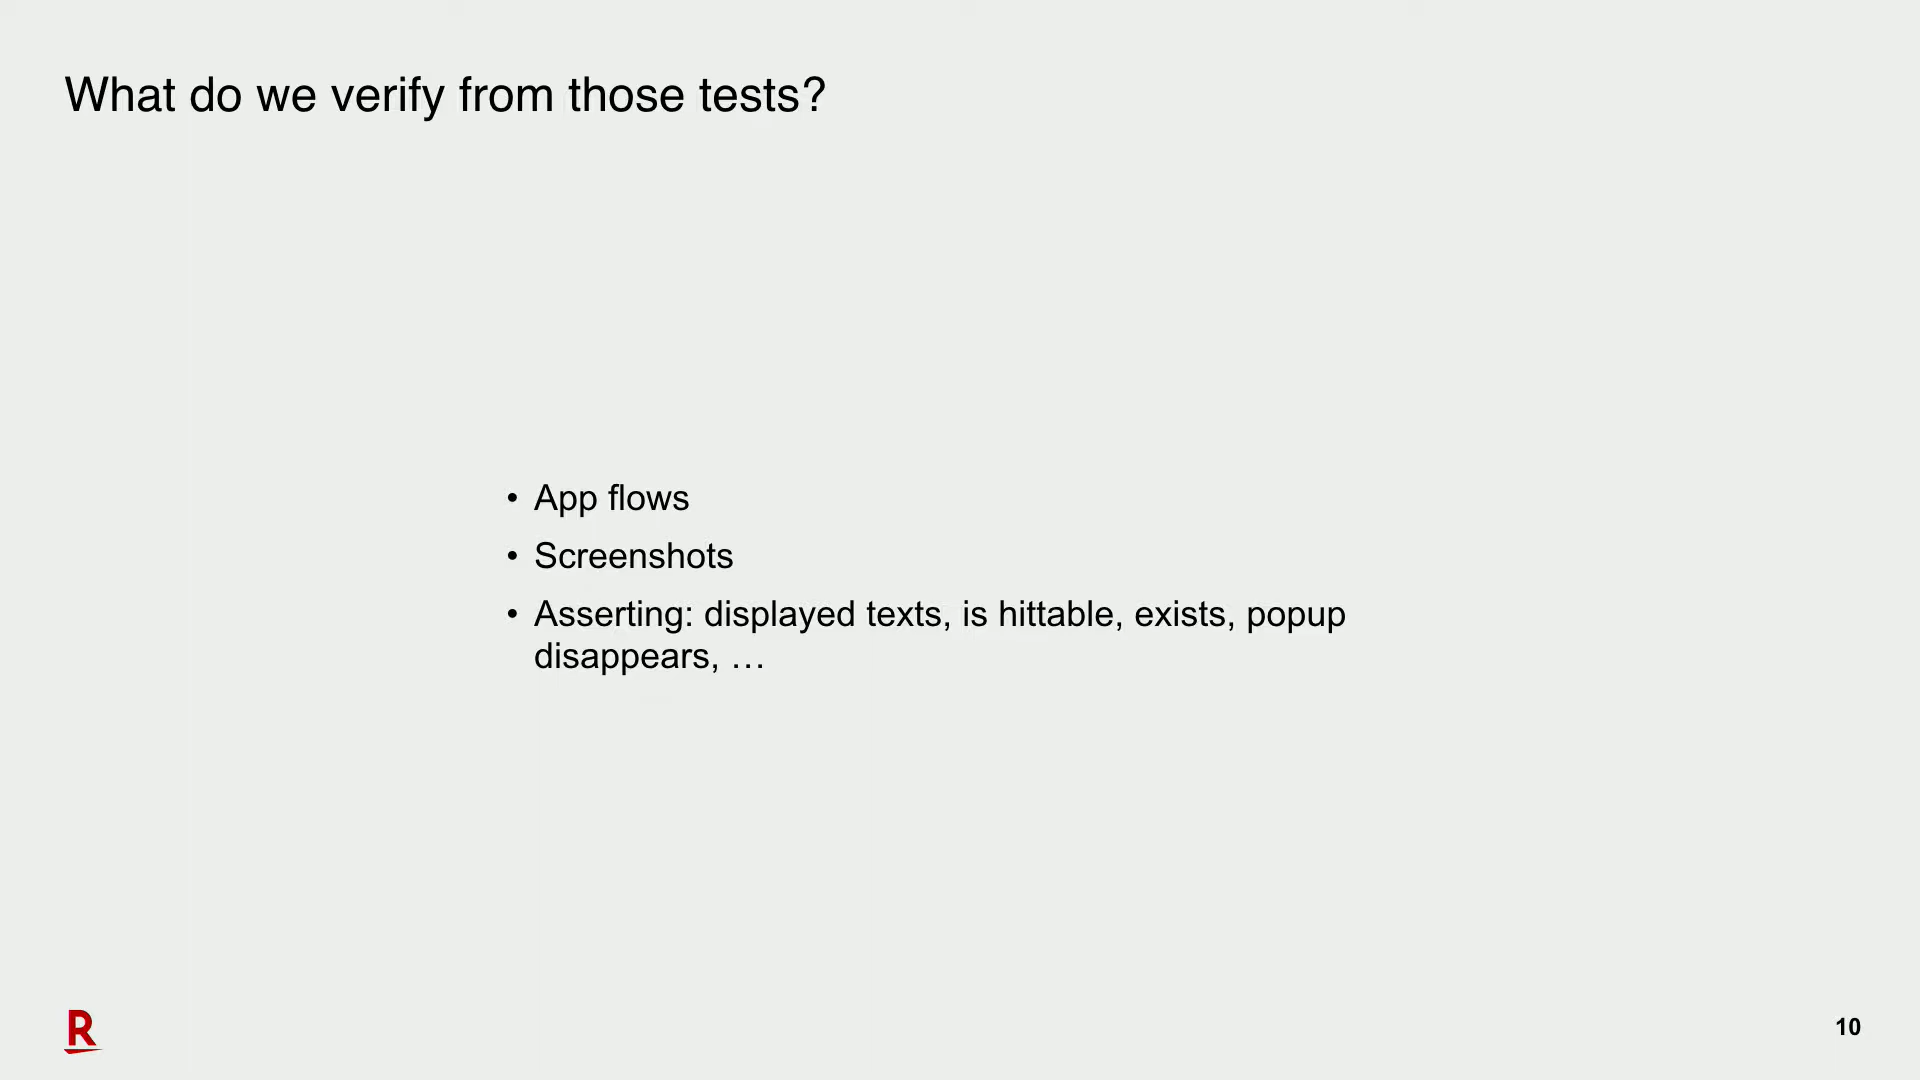 What do we verify from those tests?
• App flows
• Screenshots
• Asserting: displayed texts, is hittable, exists, popup
disappears, …
R
10